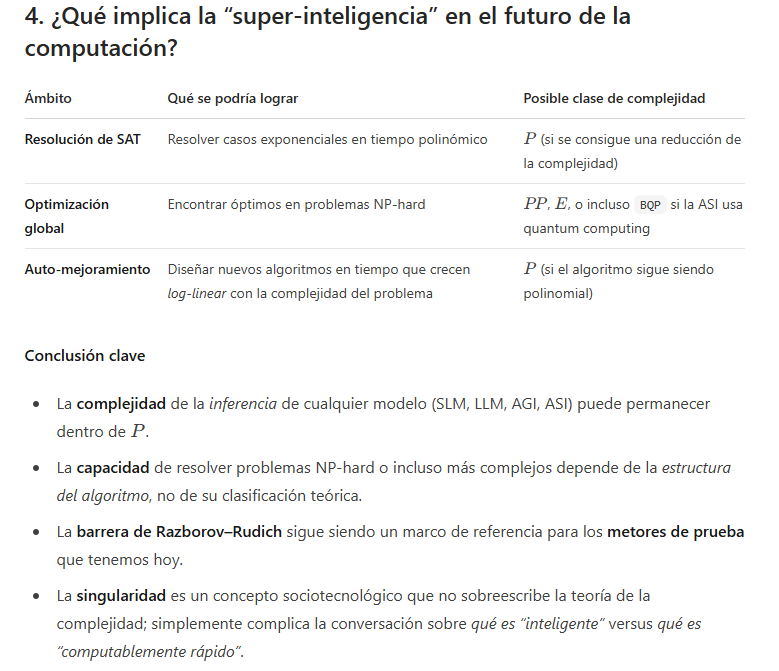 4. ¿Qué implica la “super-inteligencia” en el futuro de la
computación?
Ámbito Qué se podría lograr Posible clase de complejidad
Resolución de SAT Resolver casos exponenciales en tiempo polinómico P (si se consigue una reducción de
la complejidad)
Optimización Encontrar óptimos en problemas NP-hard PP, E, o incluso BQP si la ASI usa
global quantum computing
Auto-mejoramiento Diseñar nuevos algoritmos en tiempo que crecen P (si el algoritmo sigue siendo
log-linear con la complejidad del problema polinomial)
Conclusión clave
• La complejidad de la inferencia de cualquier modelo (SLM, LLM, AGI, ASI) puede permanecer
dentro de P.
• La capacidad de resolver problemas NP-hard o incluso más complejos depende de la estructura
del algoritmo, no de su clasificación teórica.
• La barrera de Razborov–Rudich sigue siendo un marco de referencia para los metores de prueba
que tenemos hoy.
• La singularidad es un concepto sociotecnológico que no sobreescribe la teoría de la
complejidad; simplemente complica la conversación sobre qué es “inteligente” versus qué es
“computablemente rápido”.